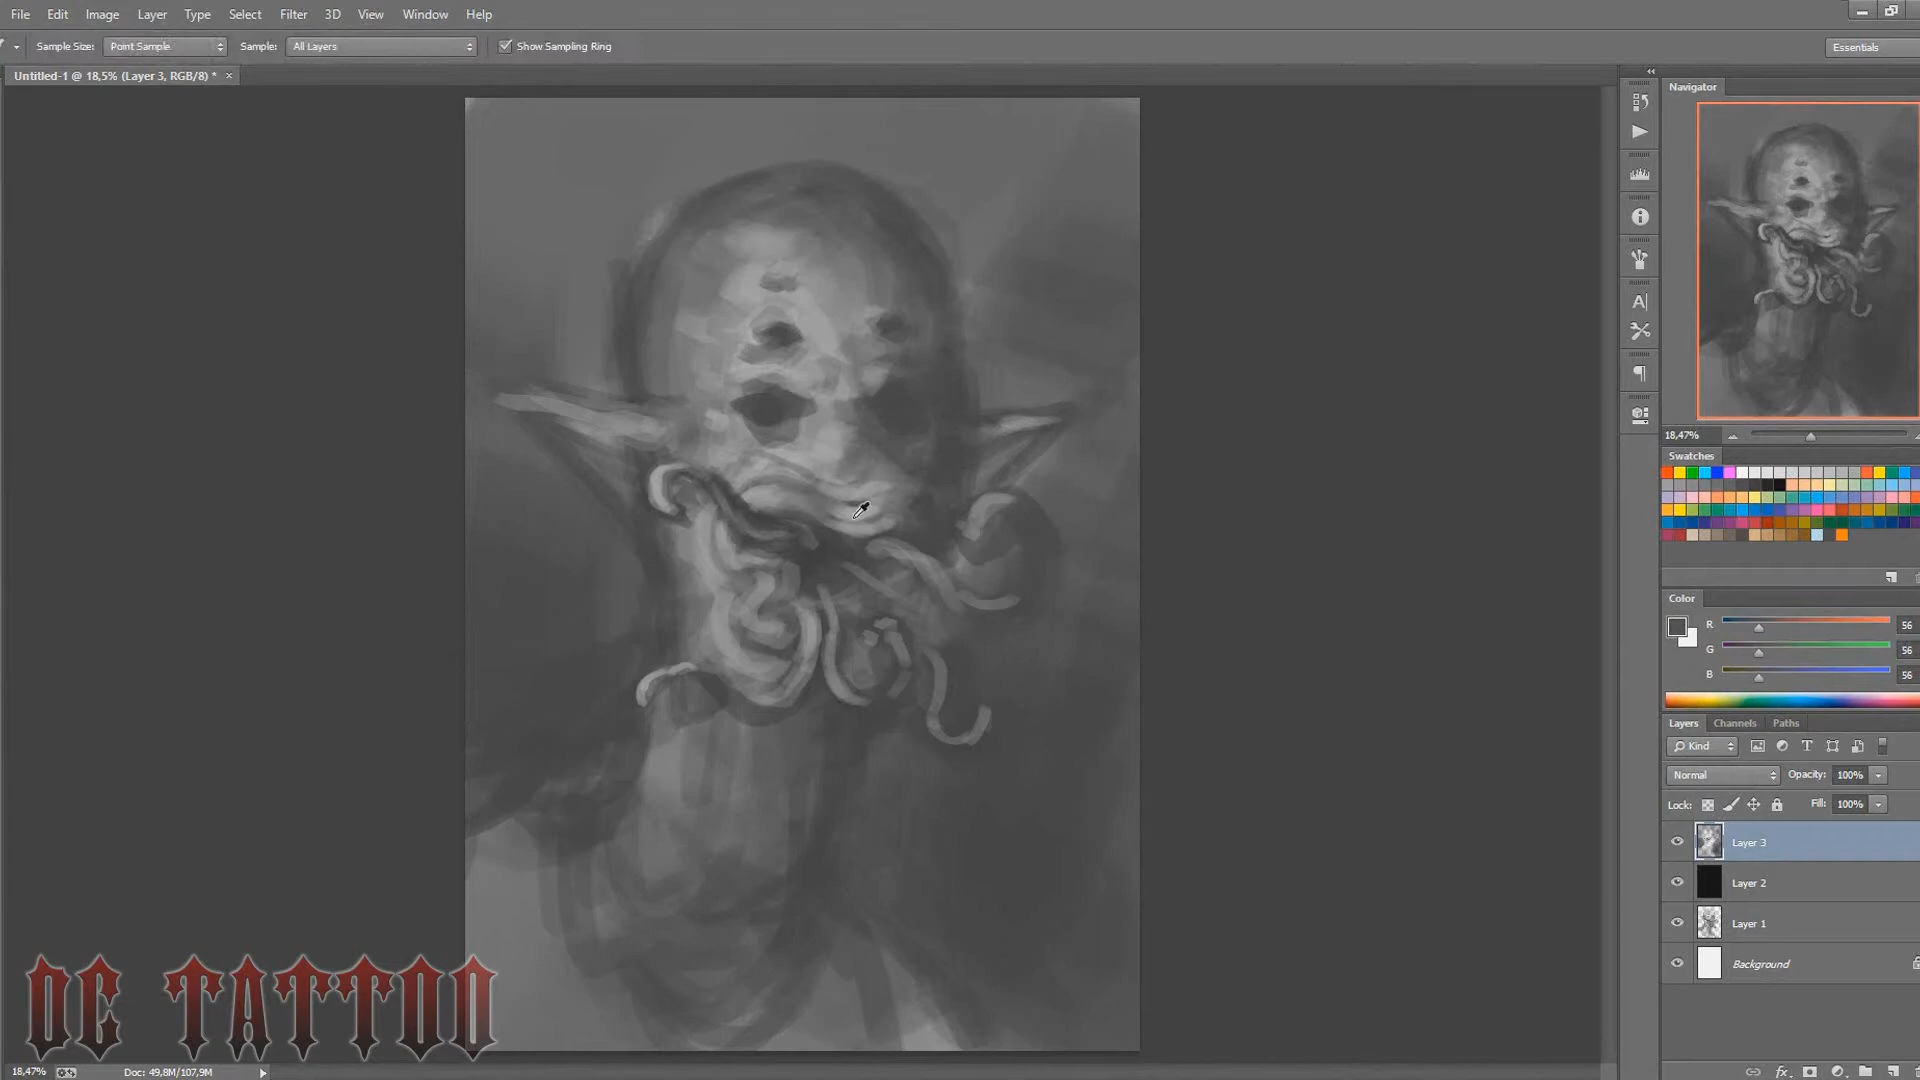 File Edit Image Layer Type Select Filter 3D View Window Help
Sample Size: Point Sample Sample: All Layers Show Sampling Ring
Essentials
Untitled-1 @ 18,5% (Layer 3, RGB/8) * ×
Navigator
18,47%
Swatches
Color
R 56
G 56
B 56
Layers Channels Paths
Kind
Normal Opacity: 100%
Lock: Fill: 100%
Layer 3
Layer 2
Layer 1
Background
DE TATTOO
18,47% Doc: 49,8M/107,9M